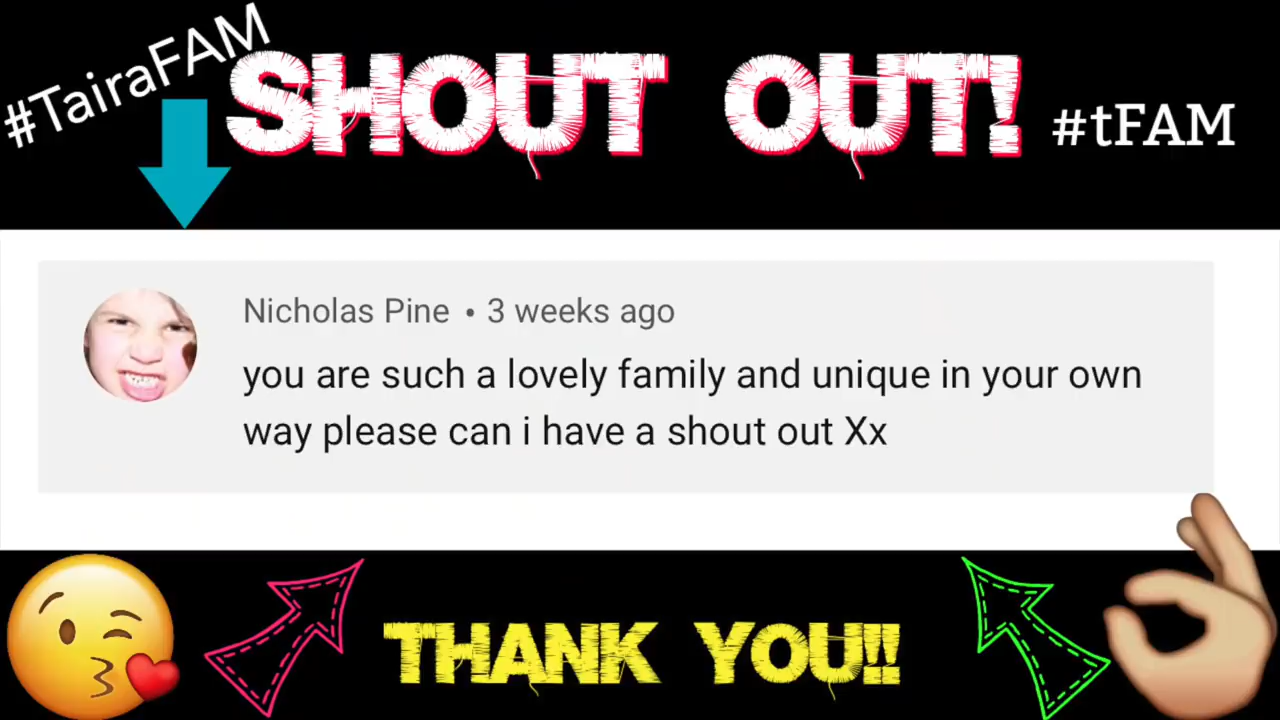 #TairaFAM
SHOUT OUT!
#tFAM
Nicholas Pine • 3 weeks ago
you are such a lovely family and unique in your own
way please can i have a shout out Xx
THANK YOU!!